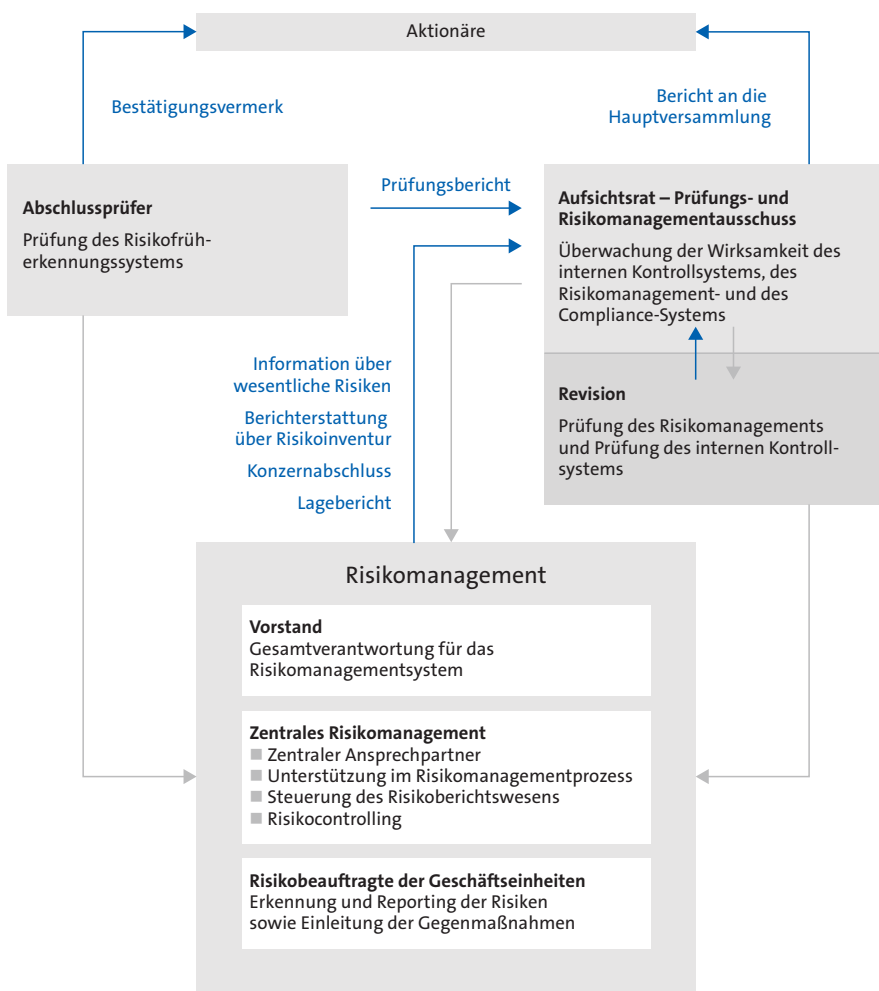 Aktionäre
Bestätigungsvermerk
Bericht an die
Hauptversammlung
Abschlussprüfer
Prüfung des Risikofrüh-
erkennungssystems
Prüfungsbericht
Aufsichtsrat – Prüfungs- und
Risikomanagementausschuss
Überwachung der Wirksamkeit des
internen Kontrollsystems, des
Risikomanagement- und des
Compliance-Systems
Information über
wesentliche Risiken
Berichterstattung
über Risikoinventur
Konzernabschluss
Lagebericht
Revision
Prüfung des Risikomanagements
und Prüfung des internen Kontroll-
systems
Risikomanagement
Vorstand
Gesamtverantwortung für das
Risikomanagementsystem
Zentrales Risikomanagement
Zentraler Ansprechpartner
Unterstützung im Risikomanagementprozess
Steuerung des Risikoberichtswesens
Risikocontrolling
Risikobeauftragte der Geschäftseinheiten
Erkennung und Reporting der Risiken
sowie Einleitung der Gegenmaßnahmen